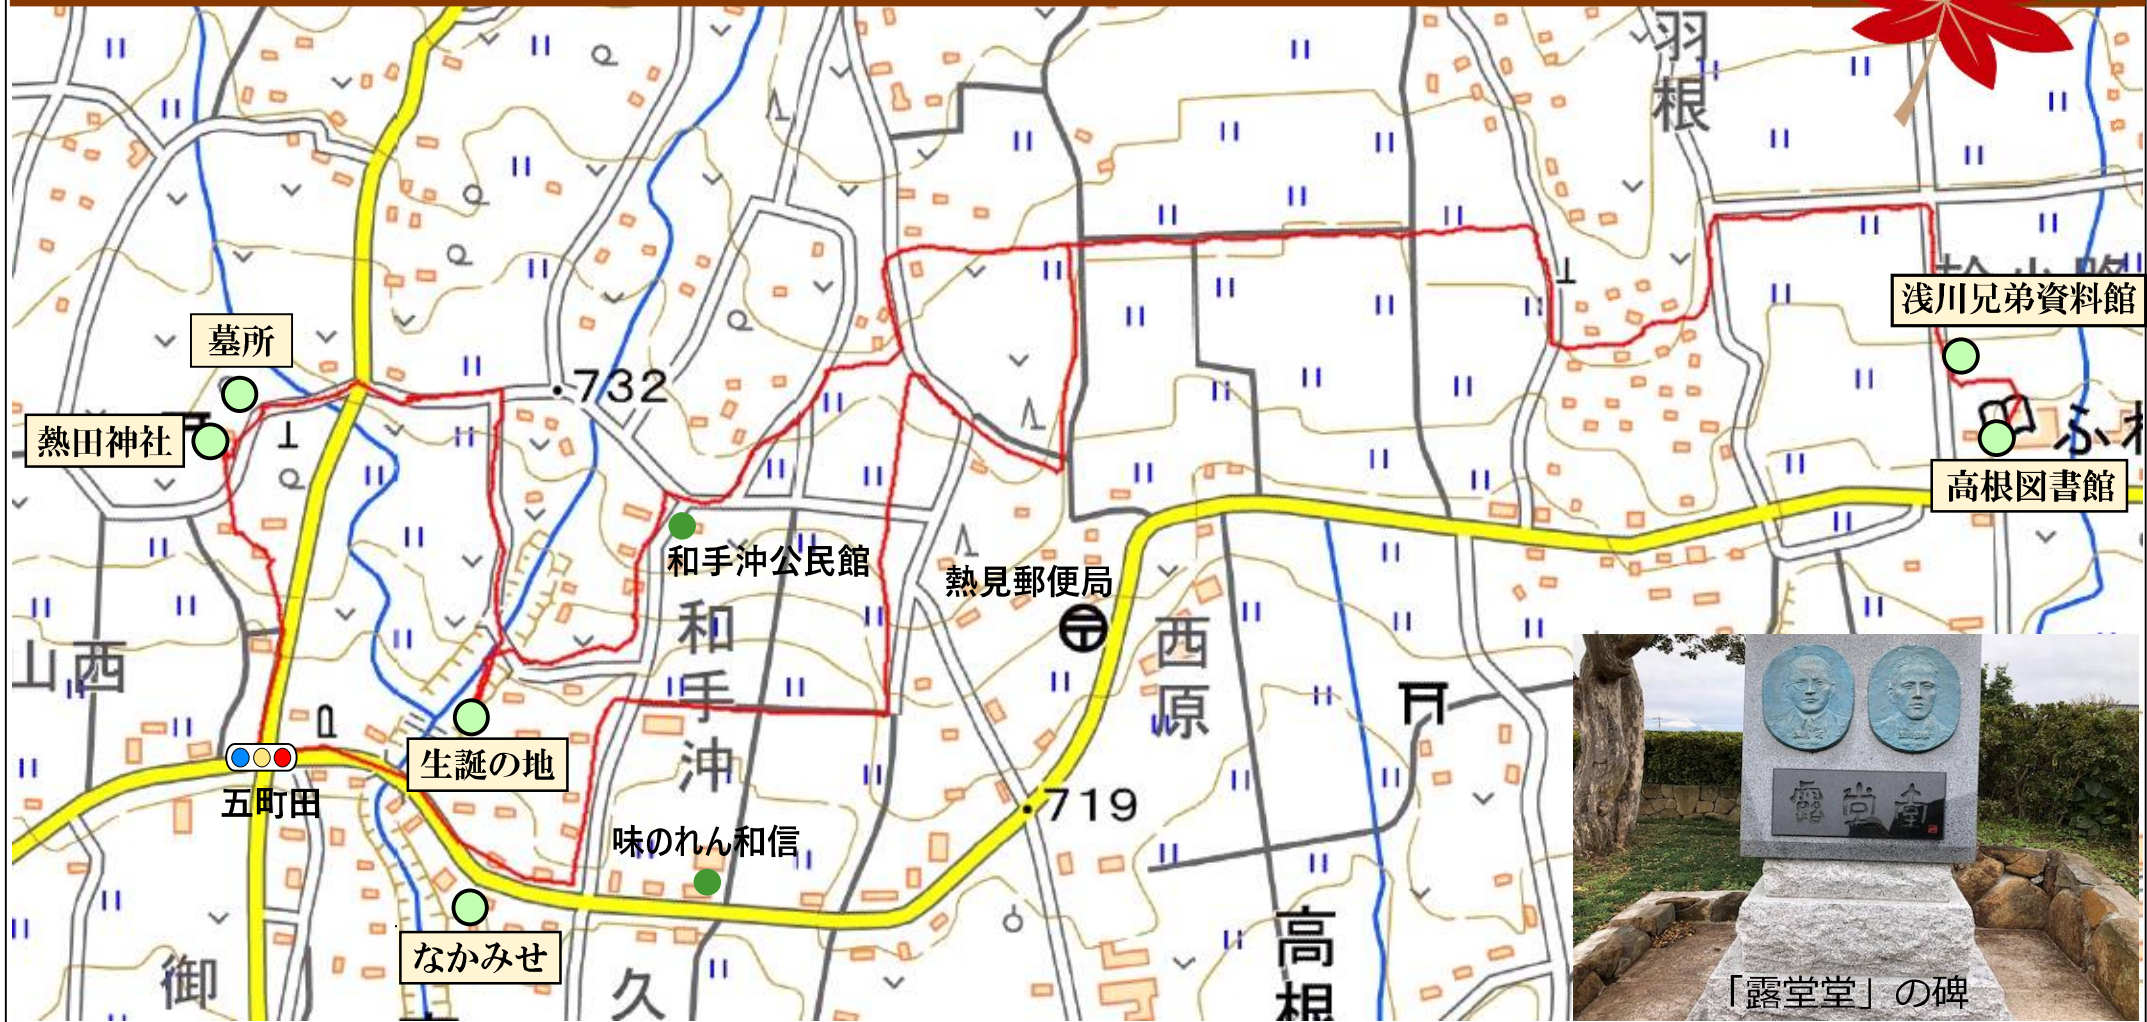 羽根
浅川兄弟資料館
墓所
732
熱田神社
高根図書館
和手沖公民館
熱見郵便局
和手沖
西原
山西
生誕の地
五町田
719
味のれん和信
なかみせ
高根
御
久
露堂堂
「露堂堂」の碑